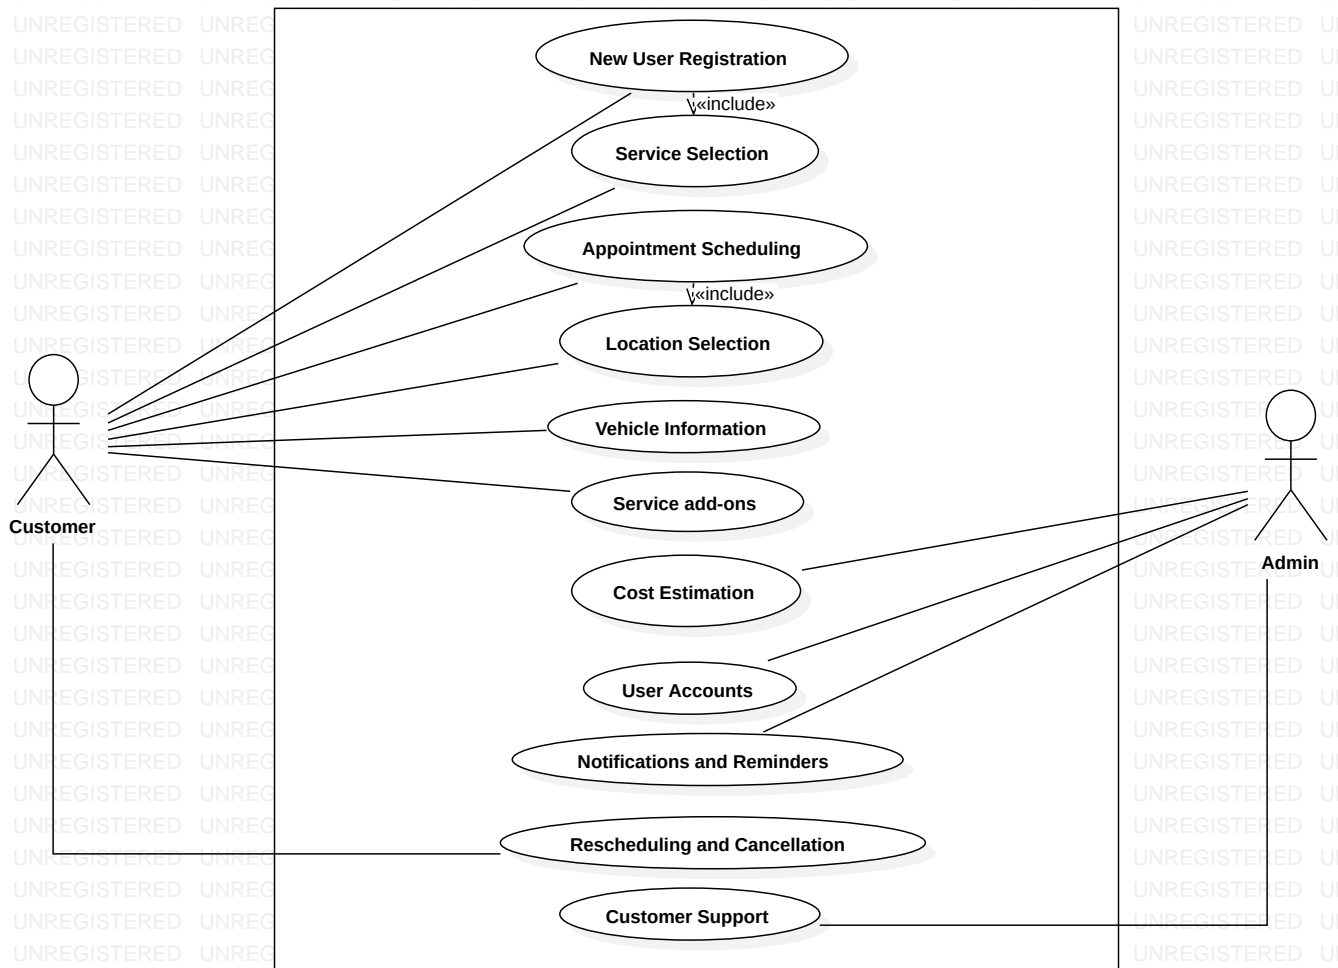 UNREGISTERED
New User Registration
«include»
Service Selection
Appointment Scheduling
«include»
Location Selection
Vehicle Information
Service add-ons
Customer
Cost Estimation
Admin
User Accounts
Notifications and Reminders
Rescheduling and Cancellation
Customer Support